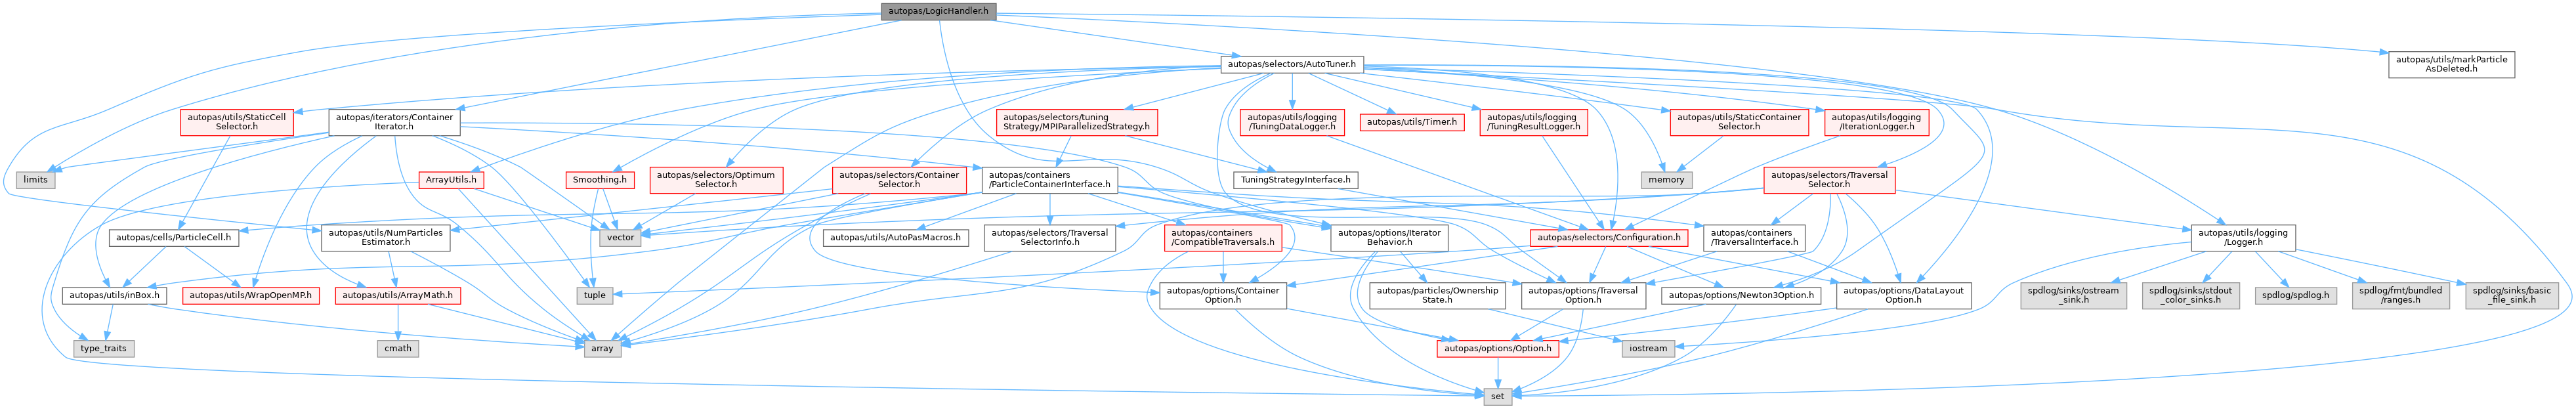 autopas/LogicHandler.h
autopas/selectors/AutoTuner.h
autopas/utils/markParticle
AsDeleted.h
autopas/utils/StaticCell
Selector.h
autopas/iterators/Container
Iterator.h
autopas/selectors/tuning
Strategy/MPIParallelizedStrategy.h
autopas/utils/logging
/TuningDataLogger.h
autopas/utils/Timer.h
autopas/utils/logging
/TuningResultLogger.h
autopas/utils/StaticContainer
Selector.h
autopas/utils/logging
/IterationLogger.h
limits
ArrayUtils.h
Smoothing.h
autopas/selectors/Optimum
Selector.h
autopas/selectors/Container
Selector.h
autopas/containers
/ParticleContainerInterface.h
TuningStrategyInterface.h
memory
autopas/selectors/Traversal
Selector.h
autopas/cells/ParticleCell.h
autopas/utils/NumParticles
Estimator.h
vector
autopas/utils/AutoPasMacros.h
autopas/selectors/Traversal
SelectorInfo.h
autopas/containers
/CompatibleTraversals.h
autopas/options/Iterator
Behavior.h
autopas/selectors/Configuration.h
autopas/containers
/TraversalInterface.h
autopas/utils/logging
/Logger.h
autopas/utils/inBox.h
autopas/utils/WrapOpenMP.h
autopas/utils/ArrayMath.h
tuple
autopas/options/Container
Option.h
autopas/particles/Ownership
State.h
autopas/options/Traversal
Option.h
autopas/options/Newton3Option.h
autopas/options/DataLayout
Option.h
spdlog/sinks/ostream
_sink.h
spdlog/sinks/stdout
_color_sinks.h
spdlog/spdlog.h
spdlog/fmt/bundled
/ranges.h
spdlog/sinks/basic
_file_sink.h
type_traits
cmath
array
autopas/options/Option.h
iostream
set